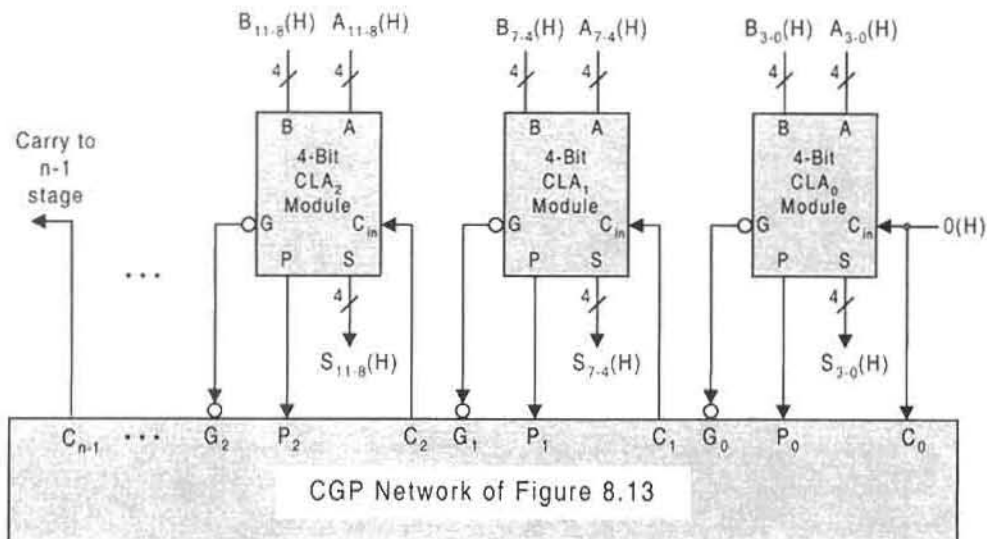 B11-8(H) A11-8(H) B7-4(H) A7-4(H) B3-0(H) A3-0(H)
4 4 4 4 4 4
B A B A B A
Carry to
n-1
stage
4-Bit
CLA2
Module
4-Bit
CLA1
Module
4-Bit
CLA0
Module
G Cin G Cin G Cin 0(H)
P S P S P S
4 4 4
S11-8(H) S7-4(H) S3-0(H)
Cn-1 ••• G2 P2 C2 G1 P1 C1 G0 P0 C0
CGP Network of Figure 8.13